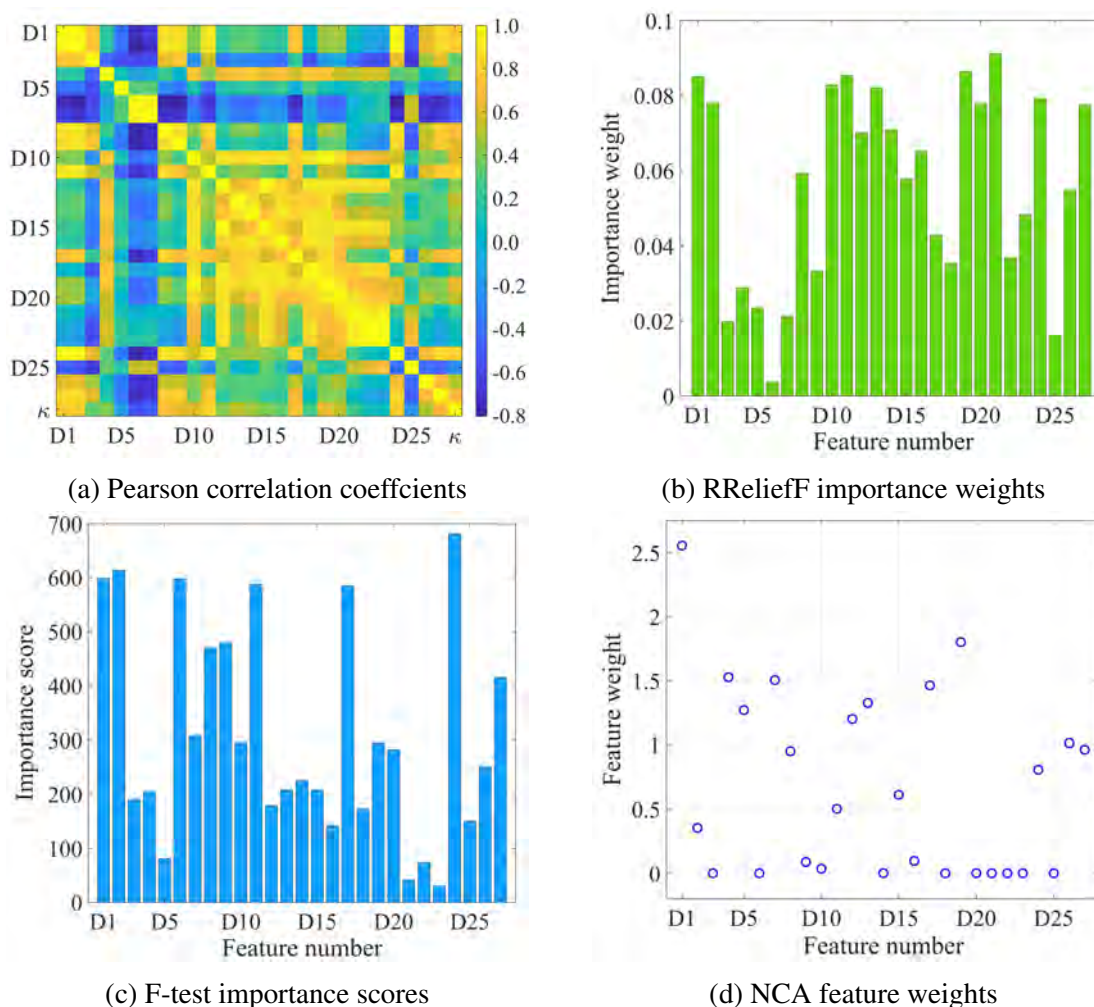 D1
D5
D10
D15
D20
D25
κ
D1 D5 D10 D15 D20 D25 κ
1.0
0.8
0.6
0.4
0.2
0.0
-0.2
-0.4
-0.6
-0.8
(a) Pearson correlation coeffcients
0.1
0.08
0.06
0.04
0.02
0
Importance weight
D1 D5 D10 D15 D20 D25
Feature number
(b) RReliefF importance weights
700
600
500
400
300
200
100
0
Importance score
D1 D5 D10 D15 D20 D25
Feature number
(c) F-test importance scores
2.5
2
1.5
1
0.5
0
Feature weight
D1 D5 D10 D15 D20 D25
Feature number
(d) NCA feature weights